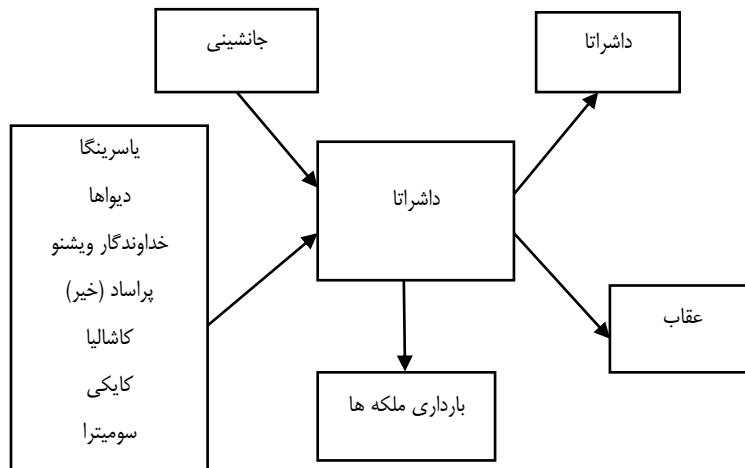 جانشینی
داشراتا
یاسرینگا
دیواها
خداوندگار ویشنو
پراساد (خیر)
کاشالیا
کایکی
سومیترا
داشراتا
عقاب
بارداری ملکه ها